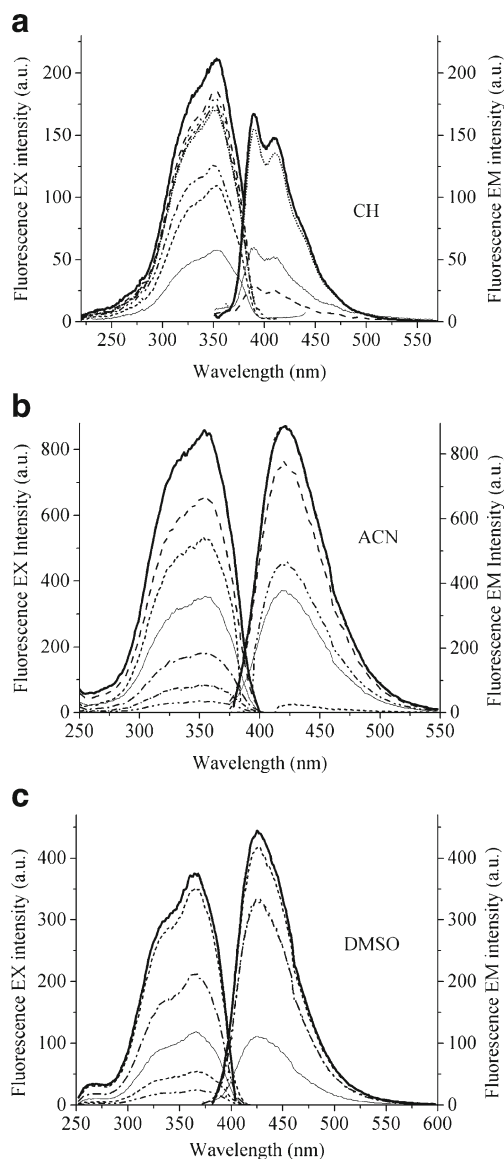 a
Fluorescence EX intensity (a.u.)
200
150
100
50
0
CH
200
150
100
50
0
Fluorescence EM intensity (a.u.)
250 300 350 400 450 500 550
Wavelength (nm)
b
Fluorescence EX Intensity (a.u.)
800
600
400
200
0
ACN
800
600
400
200
0
Fluorescence EM Intensity (a.u.)
250 300 350 400 450 500 550
Wavelength (nm)
c
Fluorescence EX intensity (a.u.)
400
300
200
100
0
DMSO
400
300
200
100
0
Fluorescence EM intensity (a.u.)
250 300 350 400 450 500 550 600
Wavelength (nm)